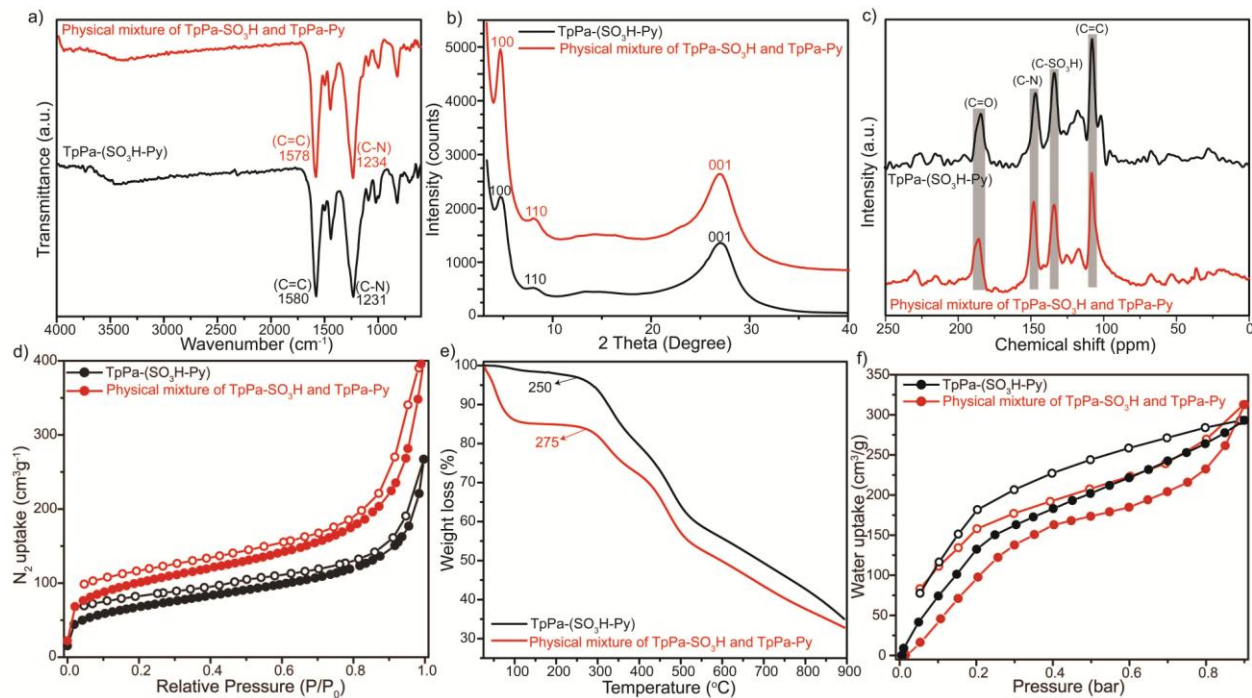 a)
Physical mixture of TpPa-SO₃H and TpPa-Py
(C=C)
1578
(C-N)
1234
TpPa-(SO₃H-Py)
(C=C)
1580
(C-N)
1231
Transmittance (a.u.)
4000 3000 2000 1000
Wavenumber (cm⁻¹)
b)
TpPa-(SO₃H-Py)
Physical mixture of TpPa-SO₃H and TpPa-Py
100
110
001
100
110
001
Intensity (counts)
5000
4000
3000
2000
1000
0
10 20 30 40
2 Theta (Degree)
c)
(C=C)
(C-SO₃H)
(C-N)
(C=O)
TpPa-(SO₃H-Py)
Physical mixture of TpPa-SO₃H and TpPa-Py
Intensity (a.u.)
250 200 150 100 50 0
Chemical shift (ppm)
d)
TpPa-(SO₃H-Py)
Physical mixture of TpPa-SO₃H and TpPa-Py
N₂ uptake (cm³g⁻¹)
400
300
200
100
0
0.0 0.2 0.4 0.6 0.8 1.0
Relative Pressure (P/P₀)
e)
250
275
TpPa-(SO₃H-Py)
Physical mixture of TpPa-SO₃H and TpPa-Py
Weight loss (%)
100
90
80
70
60
50
40
30
100 200 300 400 500 600 700 800 900
Temperature (°C)
f)
TpPa-(SO₃H-Py)
Physical mixture of TpPa-SO₃H and TpPa-Py
Water uptake (cm³/g)
350
300
250
200
150
100
50
0
0.0 0.2 0.4 0.6 0.8
Pressure (bar)